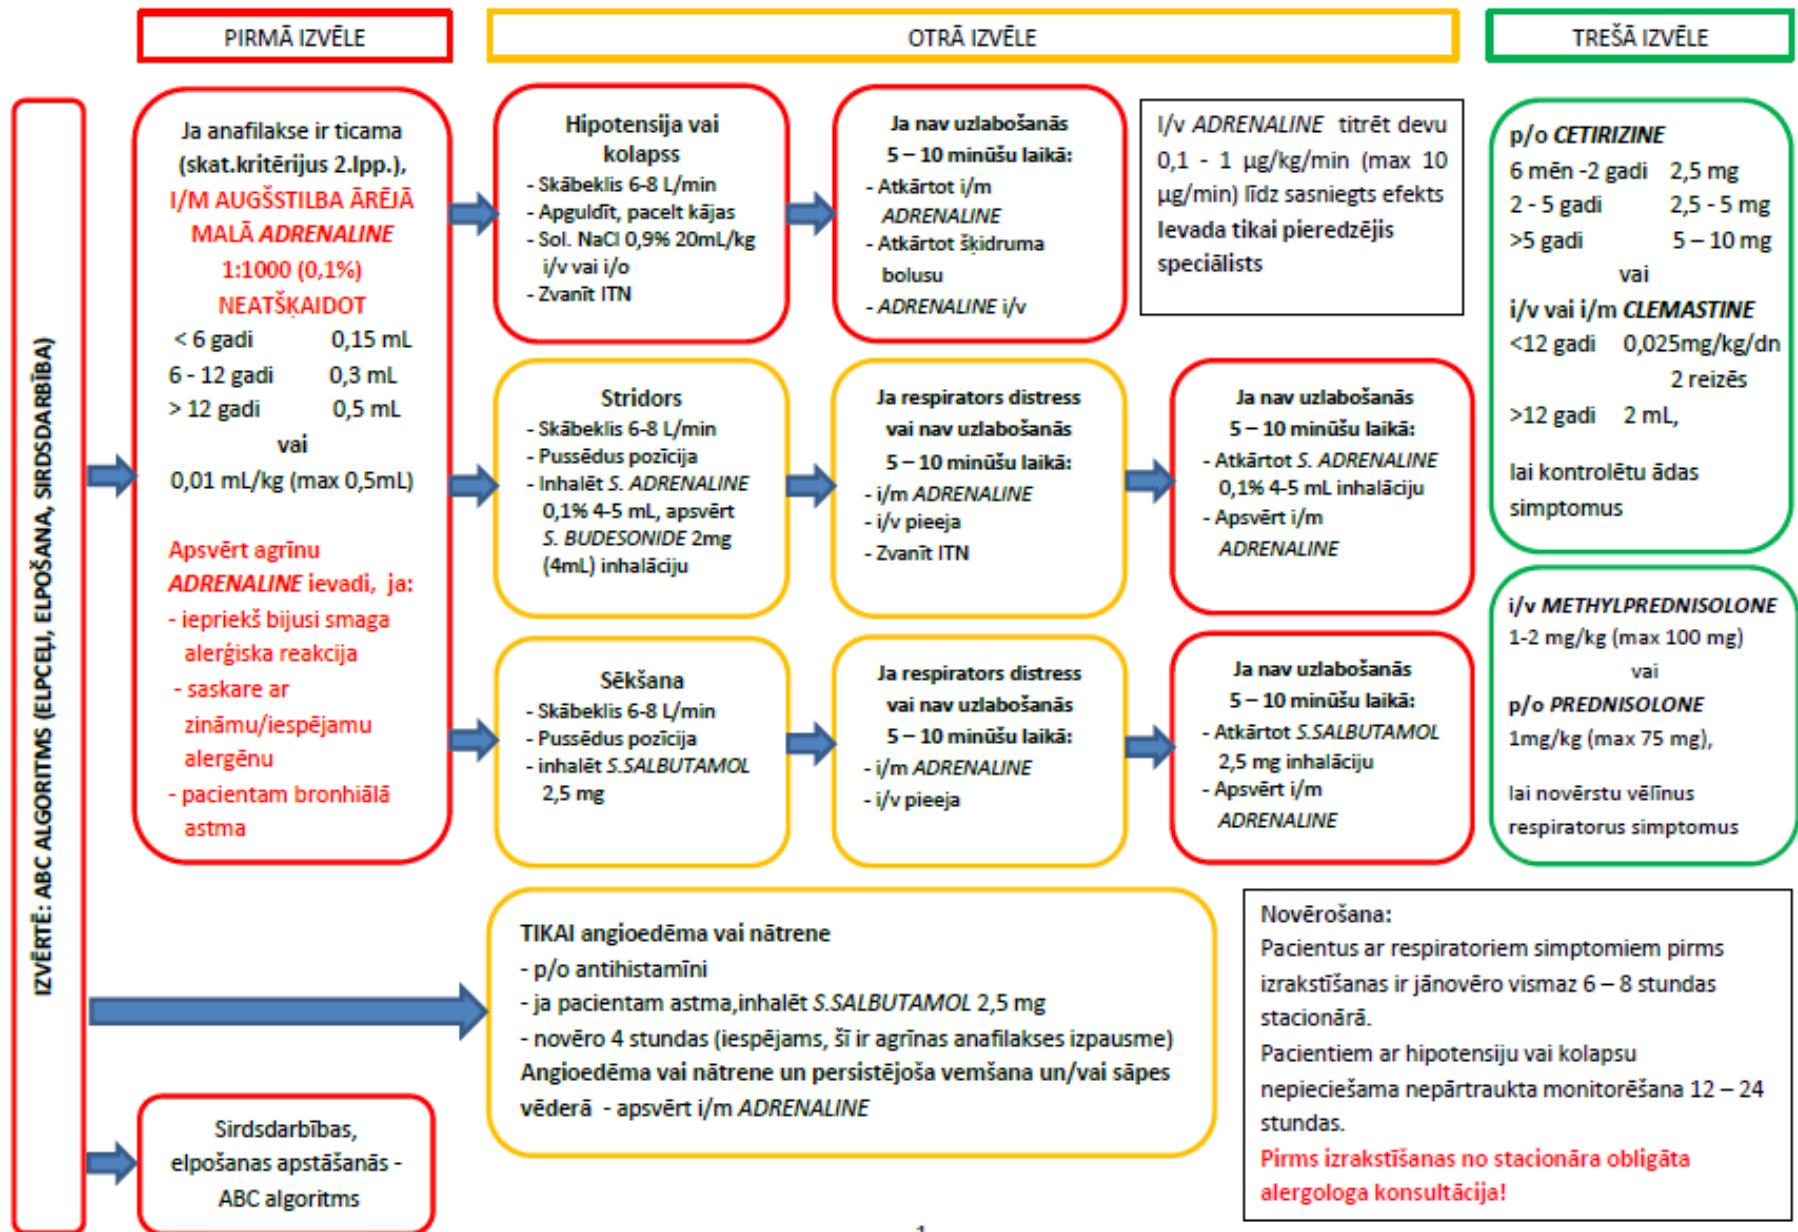 PIRMĀ IZVĒLE
OTRĀ IZVĒLE
TREŠĀ IZVĒLE
IZVĒRTĒ: ABC ALGORITMS (ELPCEĻI, ELPOŠANA, SIRDSDARBĪBA)
Ja anafilakse ir ticama
(skat.kritērijus 2.lpp.),
I/M AUGŠSTILBA ĀRĒJĀ
MALĀ ADRENALINE
1:1000 (0,1%)
NEATŠĶAIDOT
< 6 gadi 0,15 mL
6 - 12 gadi 0,3 mL
> 12 gadi 0,5 mL
vai
0,01 mL/kg (max 0,5mL)
Apsvērt agrīnu
ADRENALINE ievadi, ja:
- iepriekš bijusi smaga
alerģiska reakcija
- saskare ar
zināmu/iespējamu
alergēnu
- pacientam bronhiālā
astma
Hipotensija vai
kolapss
- Skābeklis 6-8 L/min
- Apguldīt, pacelt kājas
- Sol. NaCl 0,9% 20mL/kg
i/v vai i/o
- Zvanīt ITN
Ja nav uzlabošanās
5 – 10 minūšu laikā:
- Atkārtot i/m
ADRENALINE
- Atkārtot šķidruma
bolusu
- ADRENALINE i/v
I/v ADRENALINE titrēt devu
0,1 - 1 µg/kg/min (max 10
µg/min) līdz sasniegts efekts
Ievada tikai pieredzējis
speciālists
Stridors
- Skābeklis 6-8 L/min
- Pussēdus pozīcija
- Inhalēt S. ADRENALINE
0,1% 4-5 mL, apsvērt
S. BUDESONIDE 2mg
(4mL) inhalāciju
Ja respirators distress
vai nav uzlabošanās
5 – 10 minūšu laikā:
- i/m ADRENALINE
- i/v pieeja
- Zvanīt ITN
Ja nav uzlabošanās
5 – 10 minūšu laikā:
- Atkārtot S. ADRENALINE
0,1% 4-5 mL inhalāciju
- Apsvērt i/m
ADRENALINE
Sēkšana
- Skābeklis 6-8 L/min
- Pussēdus pozīcija
- inhalēt S.SALBUTAMOL
2,5 mg
Ja respirators distress
vai nav uzlabošanās
5 – 10 minūšu laikā:
- i/m ADRENALINE
- i/v pieeja
Ja nav uzlabošanās
5 – 10 minūšu laikā:
- Atkārtot S.SALBUTAMOL
2,5 mg inhalāciju
- Apsvērt i/m
ADRENALINE
p/o CETIRIZINE
6 mēn -2 gadi 2,5 mg
2 - 5 gadi 2,5 - 5 mg
>5 gadi 5 – 10 mg
vai
i/v vai i/m CLEMASTINE
<12 gadi 0,025mg/kg/dn
2 reizēs
>12 gadi 2 mL,
lai kontrolētu ādas
simptomus
i/v METHYLPREDNISOLONE
1-2 mg/kg (max 100 mg)
vai
p/o PREDNISOLONE
1mg/kg (max 75 mg),
lai novērstu vēlīnus
respiratorus simptomus
TIKAI angioedēma vai nātrene
- p/o antihistamīni
- ja pacientam astma,inhalēt S.SALBUTAMOL 2,5 mg
- novēro 4 stundas (iespējams, šī ir agrīnas anafilakses izpausme)
Angioedēma vai nātrene un persistējoša vemšana un/vai sāpes
vēderā - apsvērt i/m ADRENALINE
Sirdsdarbības,
elpošanas apstāšanās -
ABC algoritms
Novērošana:
Pacientus ar respiratoriem simptomiem pirms
izrakstīšanas ir jānovēro vismaz 6 – 8 stundas
stacionārā.
Pacientiem ar hipotensiju vai kolapsu
nepieciešama nepārtraukta monitorēšana 12 – 24
stundas.
Pirms izrakstīšanas no stacionāra obligāta
alergologa konsultācija!
1